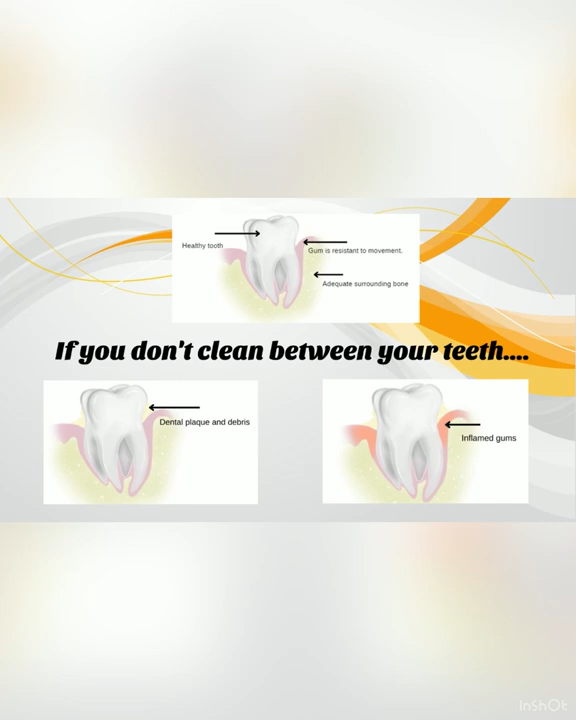 Healthy tooth
Gum is resistant to movement.
Adequate surrounding bone
If you don't clean between your teeth....
Dental plaque and debris
Inflamed gums
InShOt